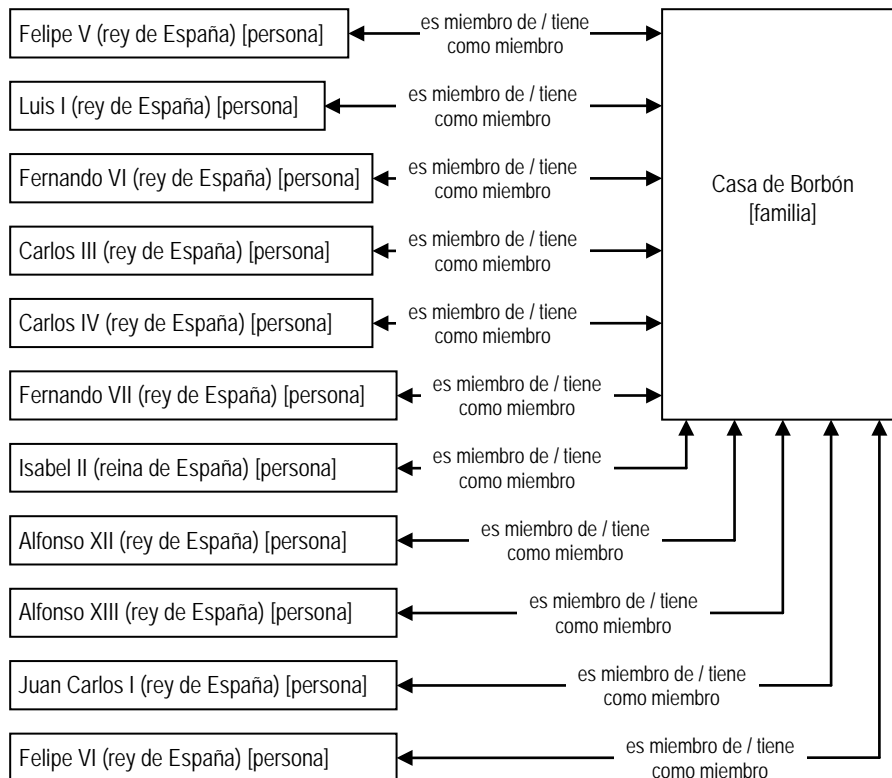 Felipe V (rey de España) [persona]
es miembro de / tiene
como miembro
Luis I (rey de España) [persona]
es miembro de / tiene
como miembro
Fernando VI (rey de España) [persona]
es miembro de / tiene
como miembro
Casa de Borbón
[familia]
Carlos III (rey de España) [persona]
es miembro de / tiene
como miembro
Carlos IV (rey de España) [persona]
es miembro de / tiene
como miembro
Fernando VII (rey de España) [persona]
es miembro de / tiene
como miembro
Isabel II (reina de España) [persona]
es miembro de / tiene
como miembro
Alfonso XII (rey de España) [persona]
es miembro de / tiene
como miembro
Alfonso XIII (rey de España) [persona]
es miembro de / tiene
como miembro
Juan Carlos I (rey de España) [persona]
es miembro de / tiene
como miembro
Felipe VI (rey de España) [persona]
es miembro de / tiene
como miembro